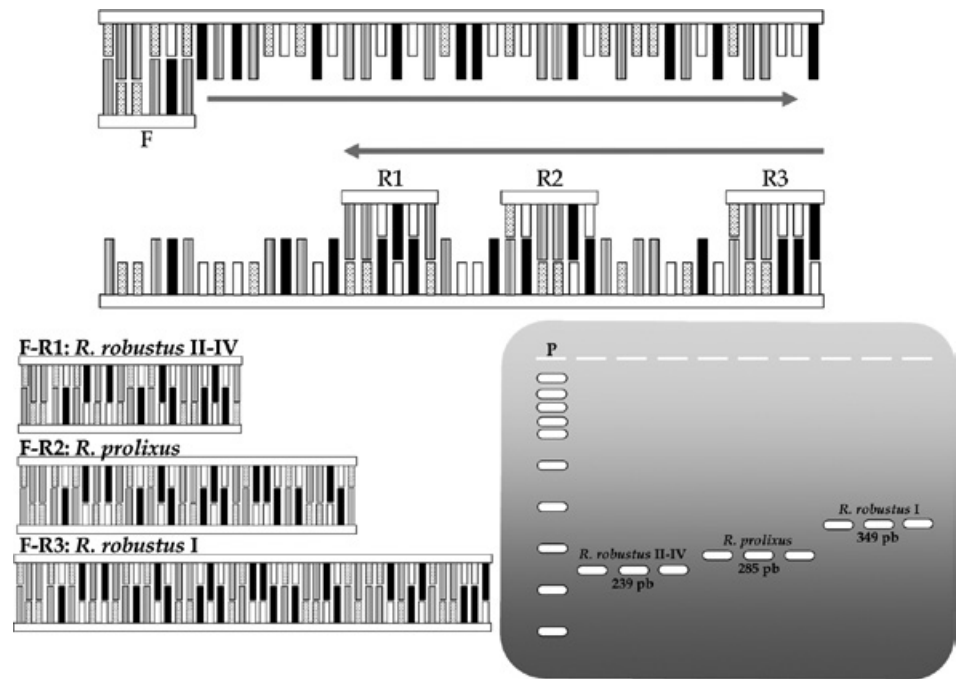 F
R1 R2 R3
F-R1: R. robustus II-IV
F-R2: R. prolixus
F-R3: R. robustus I
P
R. robustus I
349 pb
R. prolixus
285 pb
R. robustus II-IV
239 pb